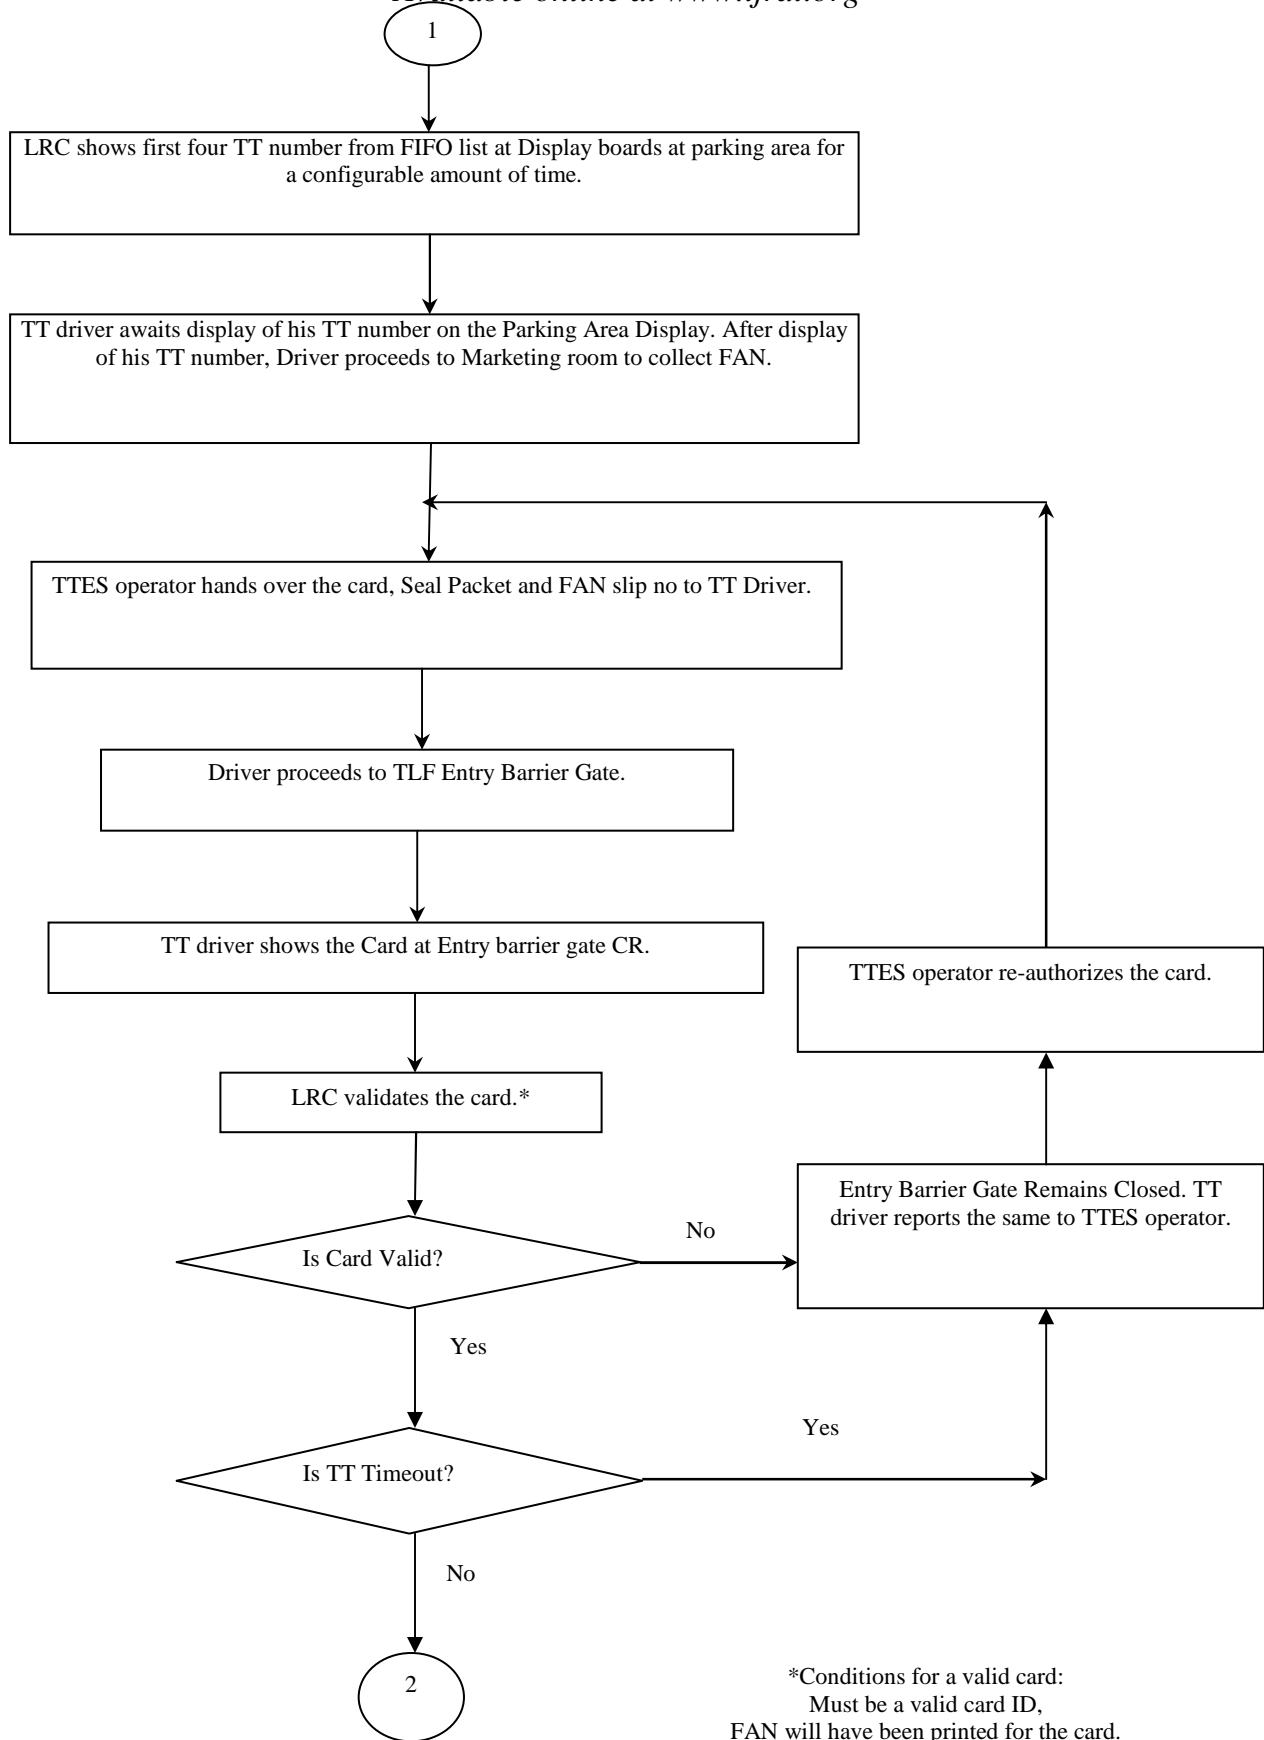 1
LRC shows first four TT number from FIFO list at Display boards at parking area for
a configurable amount of time.
TT driver awaits display of his TT number on the Parking Area Display. After display
of his TT number, Driver proceeds to Marketing room to collect FAN.
TTES operator hands over the card, Seal Packet and FAN slip no to TT Driver.
Driver proceeds to TLF Entry Barrier Gate.
TT driver shows the Card at Entry barrier gate CR.
TTES operator re-authorizes the card.
LRC validates the card.*
Entry Barrier Gate Remains Closed. TT
driver reports the same to TTES operator.
No
Is Card Valid?
Yes
Yes
Is TT Timeout?
No
2
*Conditions for a valid card:
Must be a valid card ID,
FAN will have been printed for the card.